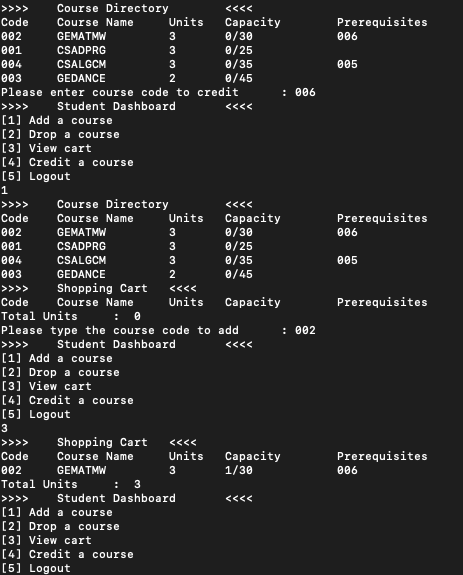 >>>>    Course Directory        <<<<
Code    Course Name     Units   Capacity        Prerequisites
002     GEMATMW         3       0/30            006
001     CSADPRG         3       0/25
004     CSALGCM         3       0/35            005
003     GEDANCE         2       0/45
Please enter course code to credit      : 006
>>>>    Student Dashboard       <<<<
[1] Add a course
[2] Drop a course
[3] View cart
[4] Credit a course
[5] Logout
1
>>>>    Course Directory        <<<<
Code    Course Name     Units   Capacity        Prerequisites
002     GEMATMW         3       0/30            006
001     CSADPRG         3       0/25
004     CSALGCM         3       0/35            005
003     GEDANCE         2       0/45
>>>>    Shopping Cart   <<<<
Code    Course Name     Units   Capacity        Prerequisites
Total Units     :  0
Please type the course code to add      : 002
>>>>    Student Dashboard       <<<<
[1] Add a course
[2] Drop a course
[3] View cart
[4] Credit a course
[5] Logout
3
>>>>    Shopping Cart   <<<<
Code    Course Name     Units   Capacity        Prerequisites
002     GEMATMW         3       1/30            006
Total Units     :  3
>>>>    Student Dashboard       <<<<
[1] Add a course
[2] Drop a course
[3] View cart
[4] Credit a course
[5] Logout